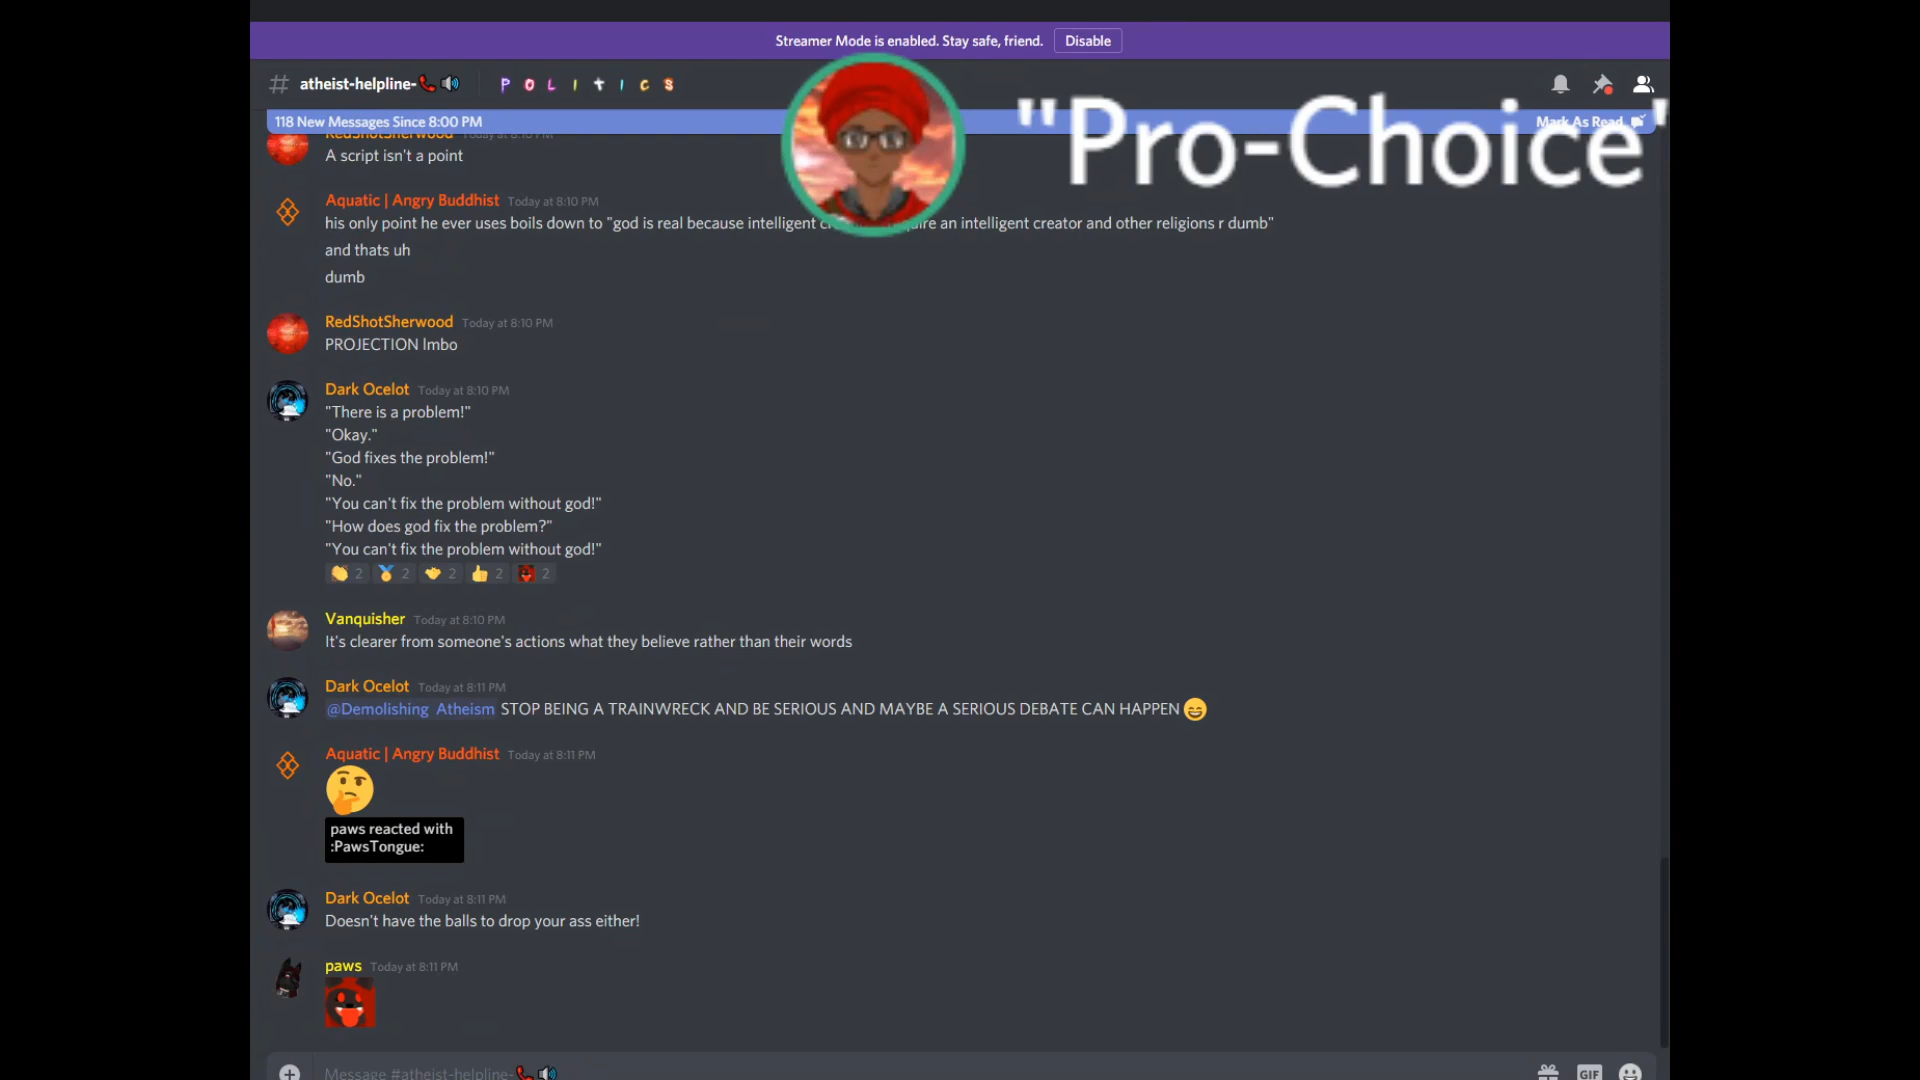 Streamer Mode is enabled. Stay safe, friend. Disable
# atheist-helpline- POLITICS
"Pro-Choice"
118 New Messages Since 8:00 PM Mark As Read
RedShotSherwood Today at 8:10 PM
A script isn't a point
Aquatic | Angry Buddhist Today at 8:10 PM
his only point he ever uses boils down to "god is real because intelligent an intelligent creator and other religions r dumb"
and thats uh
dumb
RedShotSherwood Today at 8:10 PM
PROJECTION lmbo
Dark Ocelot Today at 8:10 PM
"There is a problem!"
"Okay."
"God fixes the problem!"
"No."
"You can't fix the problem without god!"
"How does god fix the problem?"
"You can't fix the problem without god!"
2 2 2 2 2
Vanquisher Today at 8:10 PM
It's clearer from someone's actions what they believe rather than their words
Dark Ocelot Today at 8:11 PM
@Demolishing Atheism STOP BEING A TRAINWRECK AND BE SERIOUS AND MAYBE A SERIOUS DEBATE CAN HAPPEN
Aquatic | Angry Buddhist Today at 8:11 PM
paws reacted with
:PawsTongue:
Dark Ocelot Today at 8:11 PM
Doesn't have the balls to drop your ass either!
paws Today at 8:11 PM
Message #atheist-helpline- GIF